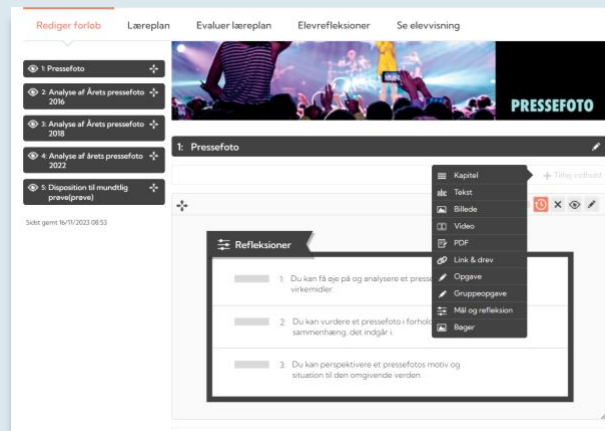 Rediger forløb
Læreplan
Evaluer læreplan
Elevrefleksioner
Se elevvisning
1: Pressefoto
2: Analyse af Årets pressefoto
2016
3: Analyse af Årets pressefoto
2018
4: Analyse af årets pressefoto
2022
5: Disposition til mundtlig
prøve(prøve)
Sidst gemt 16/11/2023 08:53
PRESSEFOTO
1: Pressefoto
+ Tilføj indhold
Kapitel
abc Tekst
Billede
Video
PDF
Link & drev
Opgave
Gruppeopgave
Mål og refleksion
Bøger
Refleksioner
1. Du kan få øje på og analysere et presse
virkemidler.
2. Du kan vurdere et pressefoto i forhol
sammenhæng, det indgår i.
3. Du kan perspektivere et pressefotos motiv og
situation til den omgivende verden.